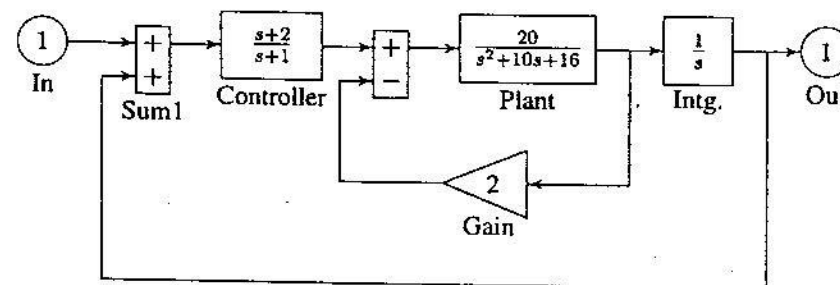 1
In
+
+
Sum1
s+2
s+1
Controller
+
−
20
s²+10s+16
Plant
1
s
Intg.
1
Ou
2
Gain